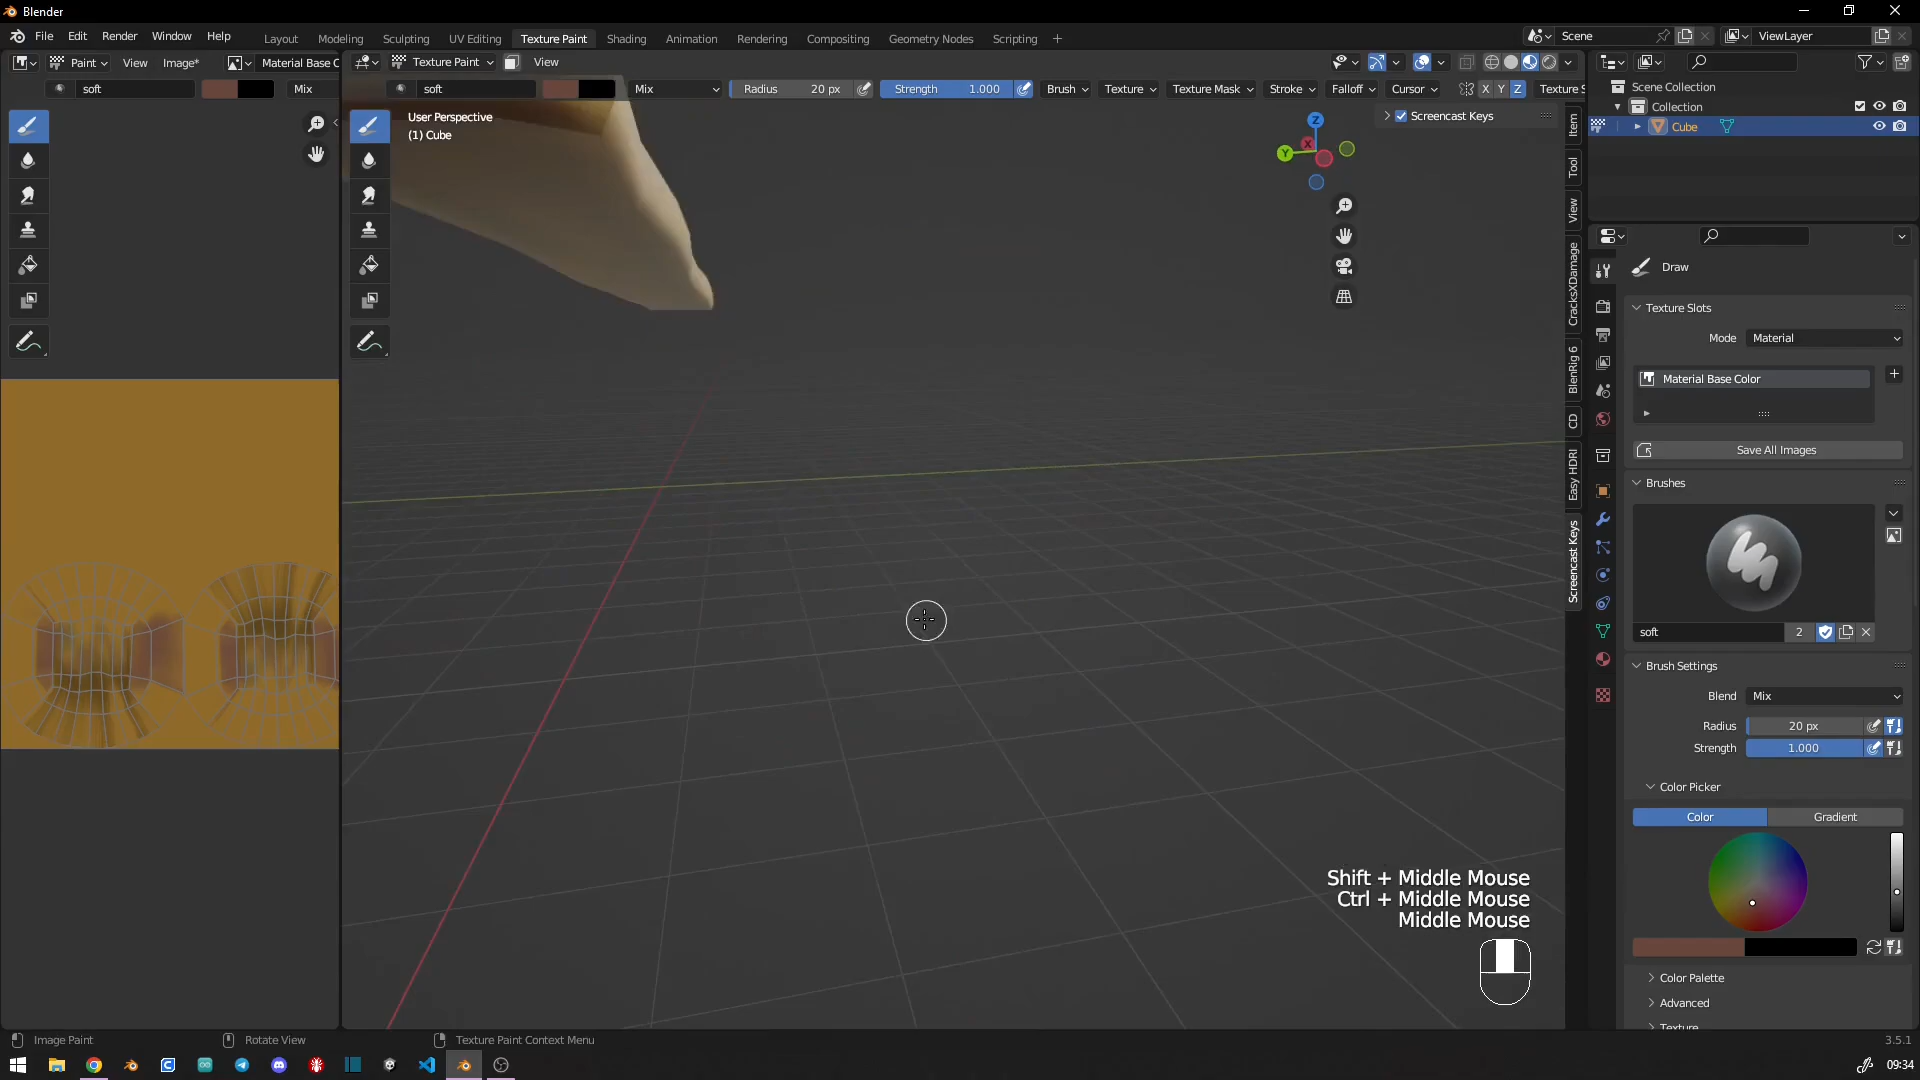 Blender
File Edit Render Window Help Layout Modeling Sculpting UV Editing Texture Paint Shading Animation Rendering Compositing Geometry Nodes Scripting + Scene ViewLayer
Paint View Image* Material Base C Texture Paint View
soft Mix soft Mix Radius 20 px Strength 1.000 Brush Texture Texture Mask Stroke Falloff Cursor X Y Z Texture S
Scene Collection
Collection
Cube
User Perspective
(1) Cube
Screencast Keys
Z
Y
X
Item
Tool
View
CracksXDamage
BlenRig 6
CD
Easy HDRI
Screencast Keys
Draw
Texture Slots
Mode Material
Material Base Color
Save All Images
Brushes
soft 2
Brush Settings
Blend Mix
Radius 20 px
Strength 1.000
Color Picker
Color Gradient
Color Palette
Advanced
Texture
Shift + Middle Mouse
Ctrl + Middle Mouse
Middle Mouse
Image Paint Rotate View Texture Paint Context Menu 3.5.1
09:34